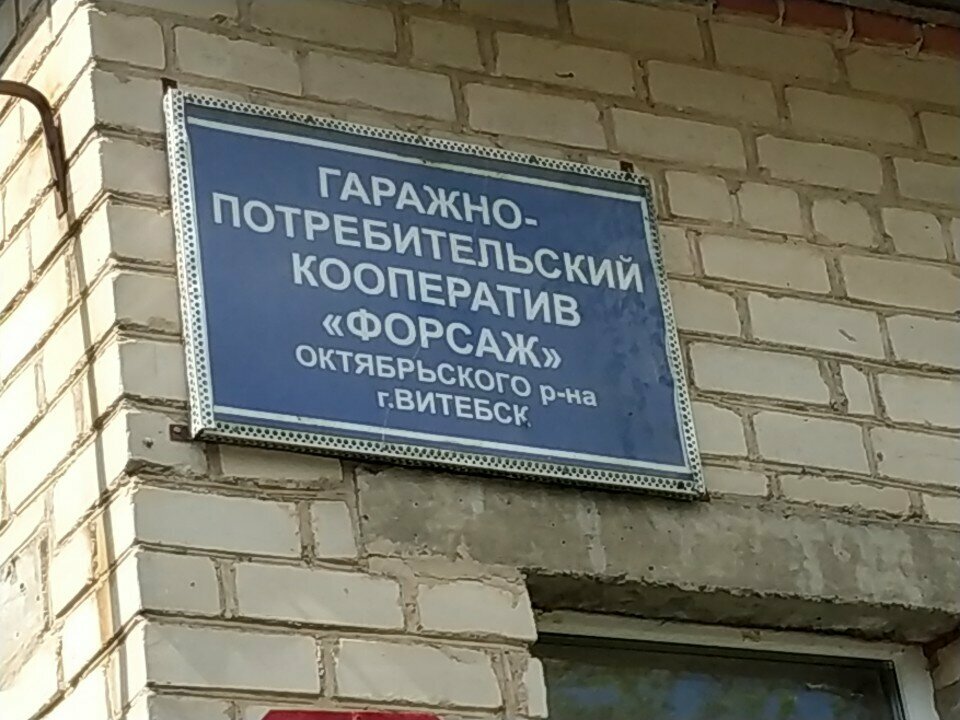 ГАРАЖНО-
ПОТРЕБИТЕЛЬСКИЙ
КООПЕРАТИВ
«ФОРСАЖ»
ОКТЯБРЬСКОГО р-на
г.ВИТЕБСК